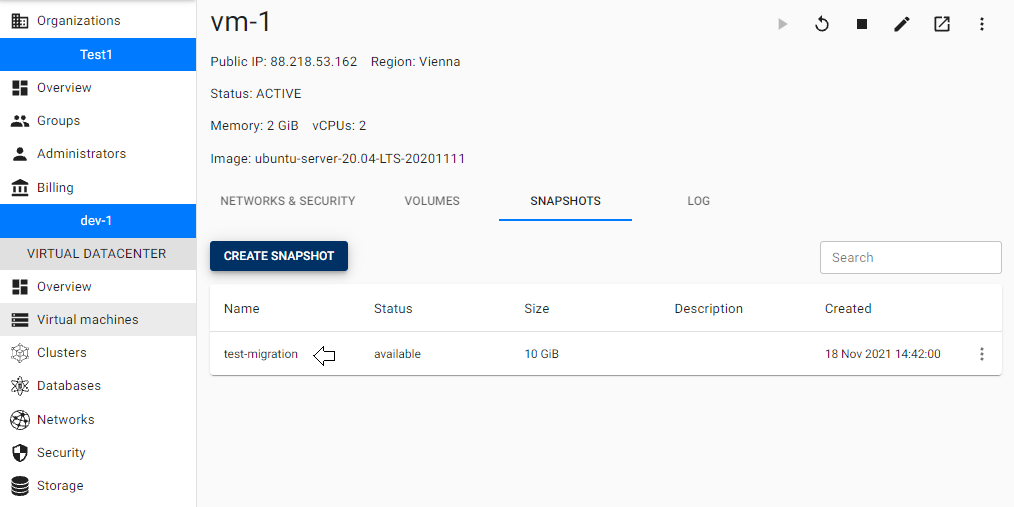 Organizations
Test1
Overview
Groups
Administrators
Billing
dev-1
VIRTUAL DATACENTER
Overview
Virtual machines
Clusters
Databases
Networks
Security
Storage
vm-1
Public IP: 88.218.53.162 Region: Vienna
Status: ACTIVE
Memory: 2 GiB vCPUs: 2
Image: ubuntu-server-20.04-LTS-20201111
NETWORKS & SECURITY VOLUMES SNAPSHOTS LOG
CREATE SNAPSHOT Search
Name Status Size Description Created
test-migration available 10 GiB 18 Nov 2021 14:42:00